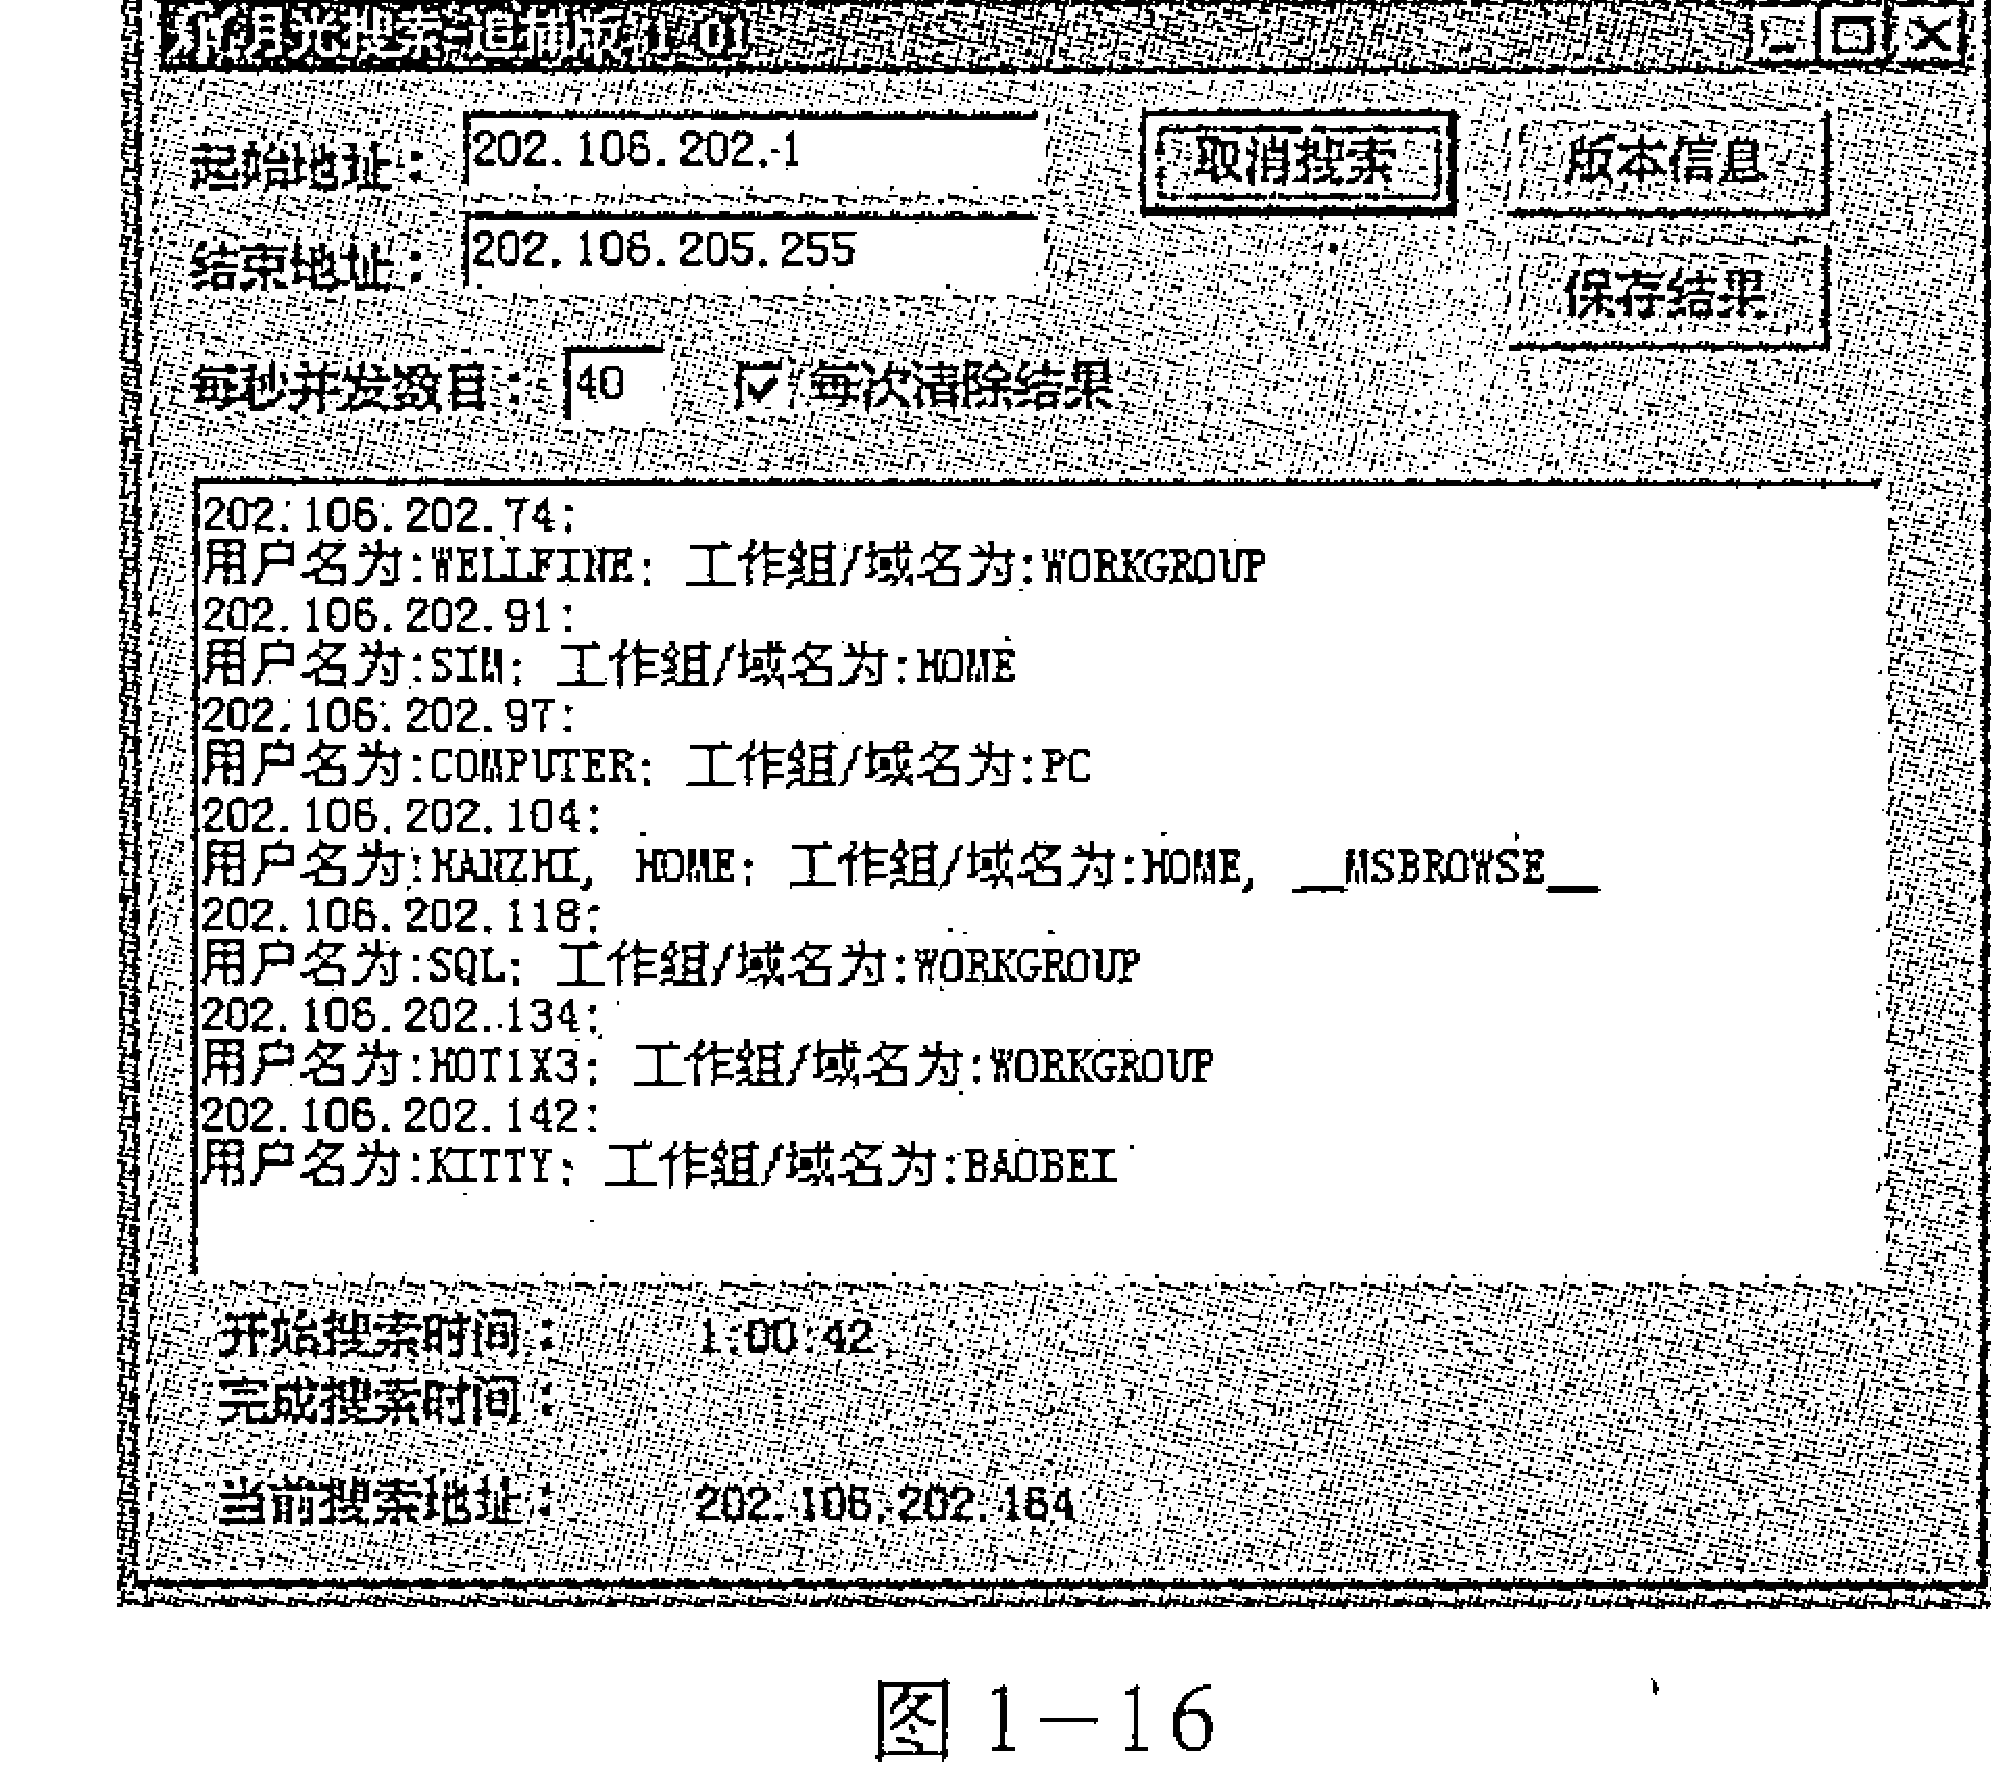 月光搜索-追捕版 1.01
起始地址： 202.106.202.1
取消搜索
版本信息
结束地址： 202.106.205.255
保存结果
每秒并发数目： 40
每次清除结果
202.106.202.74:
用户名为:WELLFINE; 工作组/域名为:WORKGROUP
202.106.202.91:
用户名为:SIM; 工作组/域名为:HOME
202.106.202.97:
用户名为:COMPUTER; 工作组/域名为:PC
202.106.202.104:
用户名为:HANZHI, HOME; 工作组/域名为:HOME, __MSBROWSE__
202.106.202.118:
用户名为:SQL; 工作组/域名为:WORKGROUP
202.106.202.134:
用户名为:HOT1X3; 工作组/域名为:WORKGROUP
202.106.202.142:
用户名为:KITTY; 工作组/域名为:BAOBEI
开始搜索时间： 1:00:42
完成搜索时间：
当前搜索地址： 202.106.202.164
图 1－16